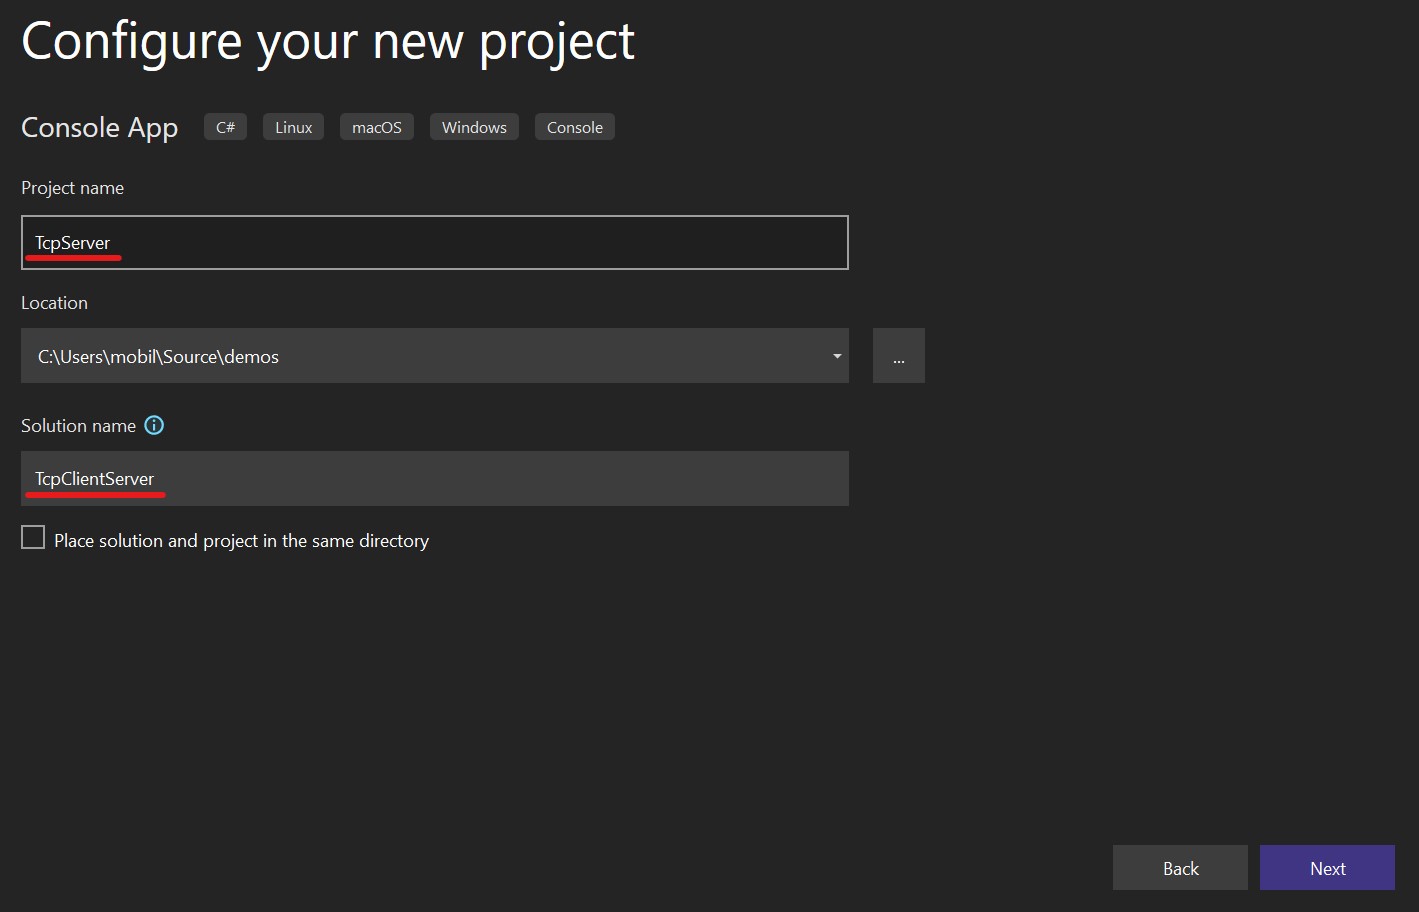 Configure your new project
Console App C# Linux macOS Windows Console
Project name
TcpServer
Location
C:\Users\mobil\Source\demos
...
Solution name
TcpClientServer
Place solution and project in the same directory
Back Next